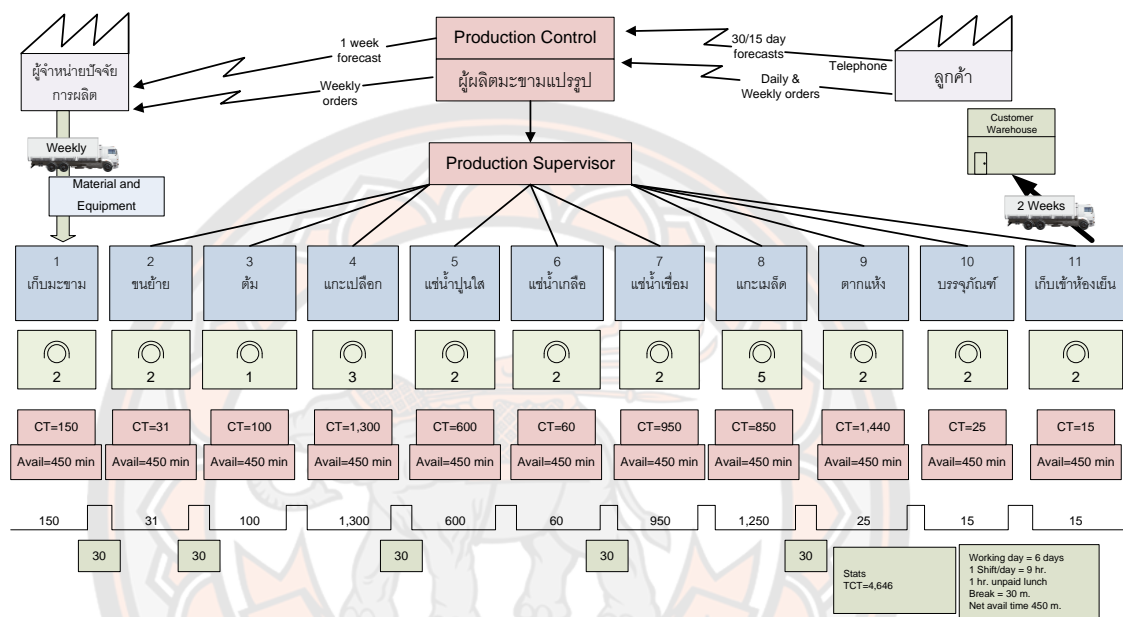 Production Control
ผู้ผลิตมะขามแปรรูป
ผู้จำหน่ายปัจจัย
การผลิต
1 week
forecast
Weekly
orders
30/15 day
forecasts
Telephone
Daily &
Weekly orders
ลูกค้า
Customer
Warehouse
Weekly
Material and
Equipment
Production Supervisor
2 Weeks
1
เก็บมะขาม
2
ขนย้าย
3
ต้ม
4
แกะเปลือก
5
แช่น้ำปูนใส
6
แช่น้ำเกลือ
7
แช่น้ำเชื่อม
8
แกะเมล็ด
9
ตากแห้ง
10
บรรจุภัณฑ์
11
เก็บเข้าห้องเย็น
2 2 1 3 2 2 2 5 2 2 2
CT=150 CT=31 CT=100 CT=1,300 CT=600 CT=60 CT=950 CT=850 CT=1,440 CT=25 CT=15
Avail=450 min Avail=450 min Avail=450 min Avail=450 min Avail=450 min Avail=450 min Avail=450 min Avail=450 min Avail=450 min Avail=450 min Avail=450 min
150 31 100 1,300 600 60 950 1,250 25 15 15
30 30 30 30 30
Stats
TCT=4,646
Working day = 6 days
1 Shift/day = 9 hr.
1 hr. unpaid lunch
Break = 30 m.
Net avail time 450 m.